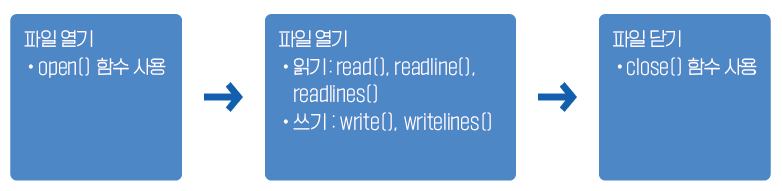 파일 열기
• open() 함수 사용
파일 열기
• 읽기 : read(), readline(),
readlines()
• 쓰기 : write(), writelines()
파일 닫기
• close() 함수 사용